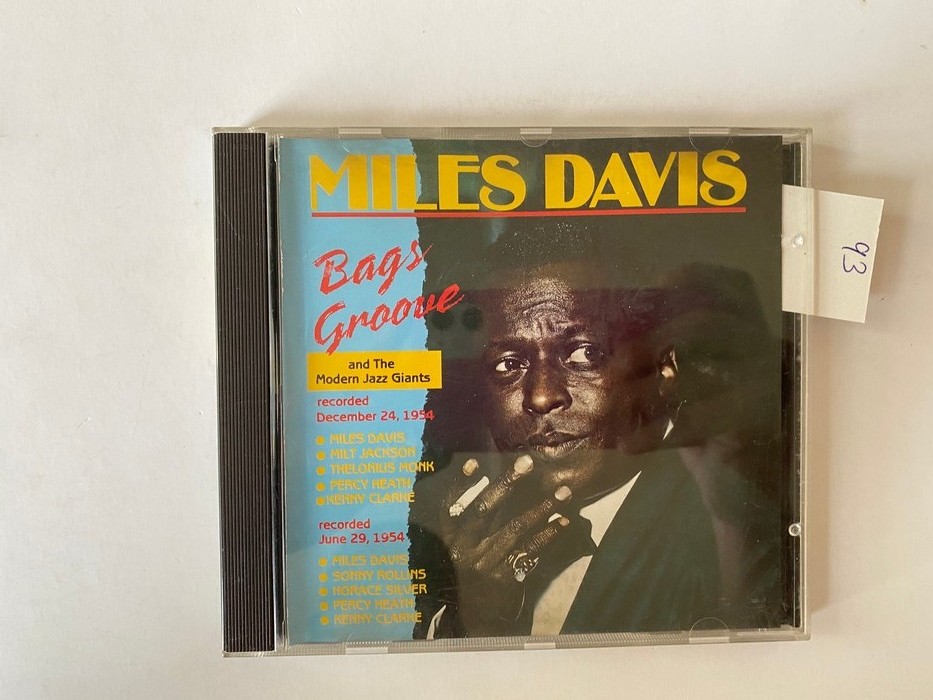 MILES DAVIS
Bags
Groove
and The
Modern Jazz Giants
recorded
December 24, 1954
MILES DAVIS
MILT JACKSON
THELONIUS MONK
PERCY HEATH
KENNY CLARKE
recorded
June 29, 1954
MILES DAVIS
SONNY ROLLINS
HORACE SILVER
PERCY HEATH
KENNY CLARKE
93